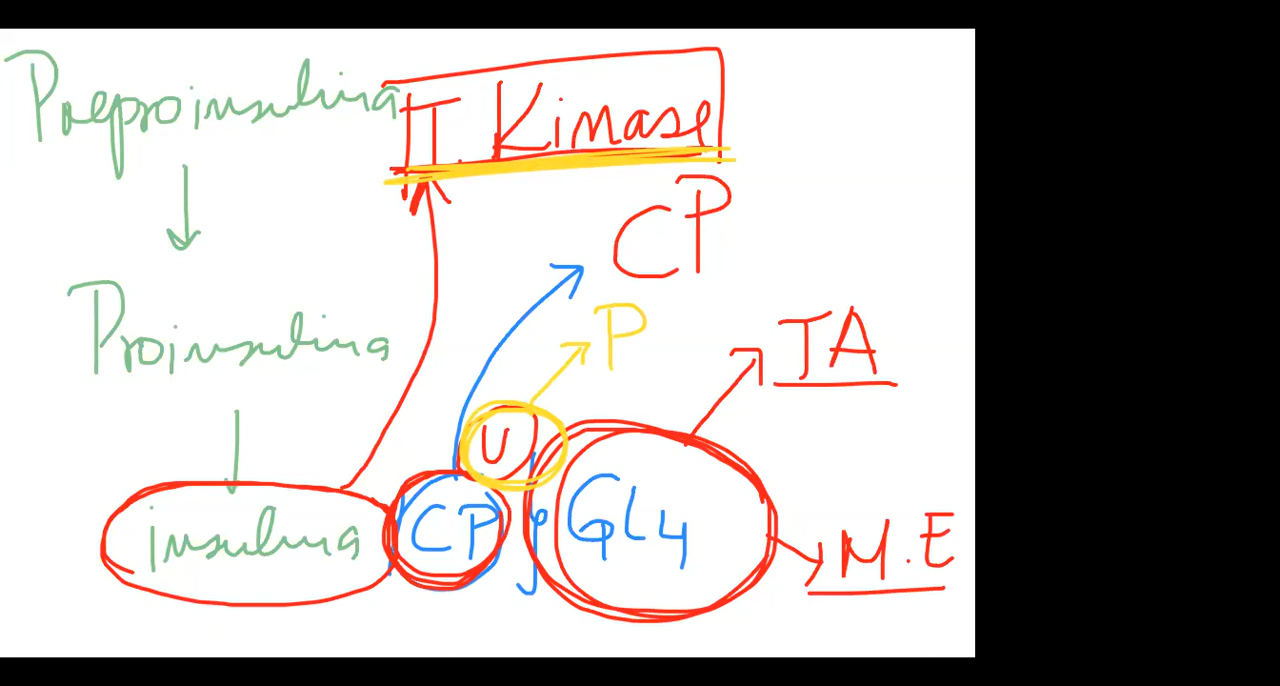 Preproinsulina
T Kinase
CP
Proinsulina
P
TA
U
insulina
CP
y
GL4
M.E